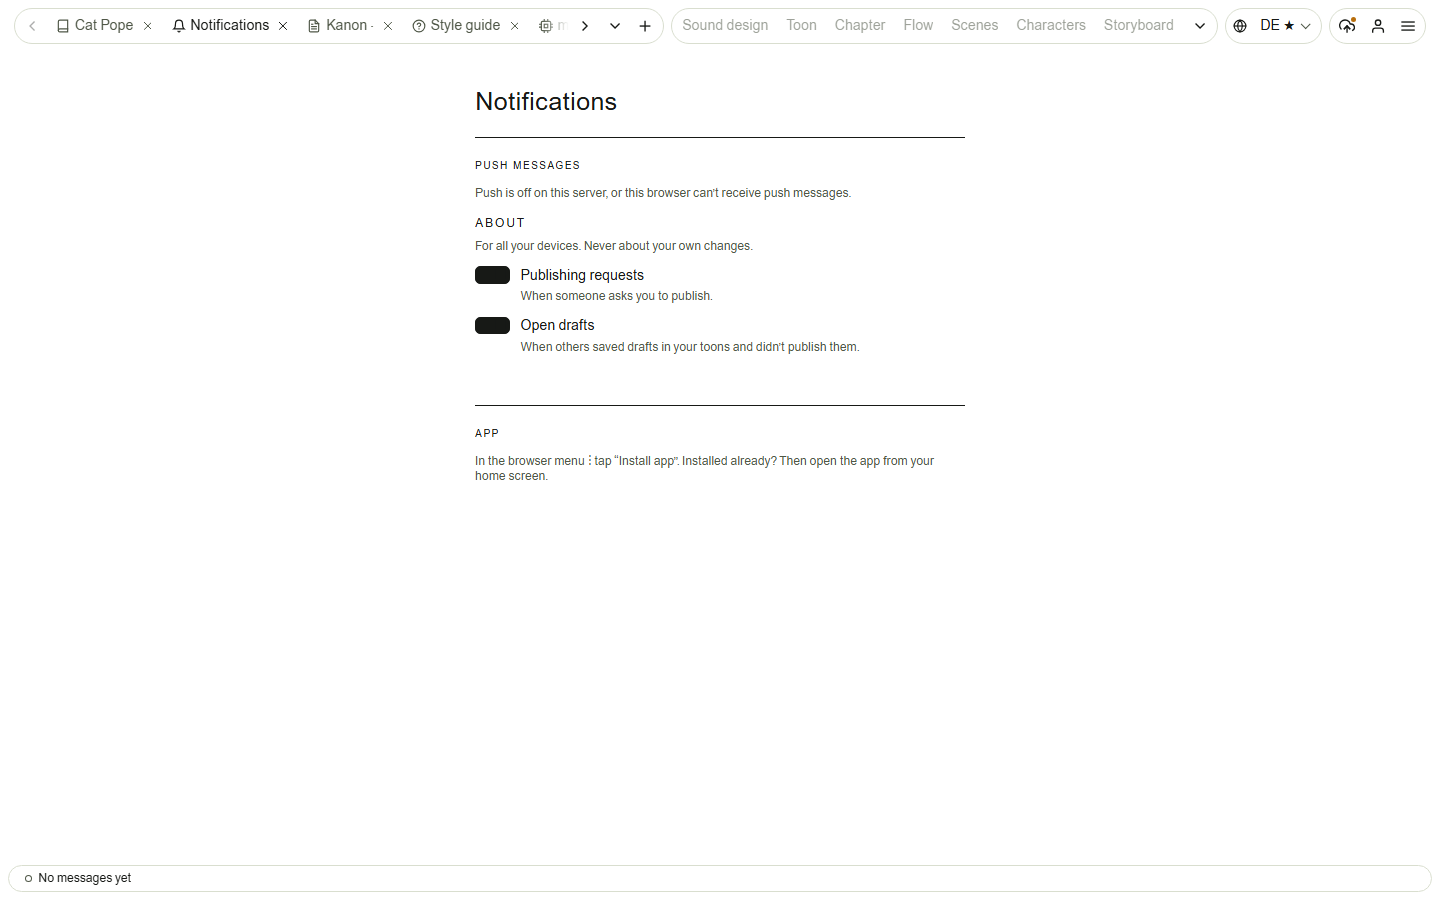 Cat Pope
Notifications
Kanon ·
Style guide
Sound design
Toon
Chapter
Flow
Scenes
Characters
Storyboard
DE ★
Notifications
PUSH MESSAGES
Push is off on this server, or this browser can't receive push messages.
ABOUT
For all your devices. Never about your own changes.
Publishing requests
When someone asks you to publish.
Open drafts
When others saved drafts in your toons and didn't publish them.
APP
In the browser menu ⋮ tap “Install app”. Installed already? Then open the app from your
home screen.
No messages yet